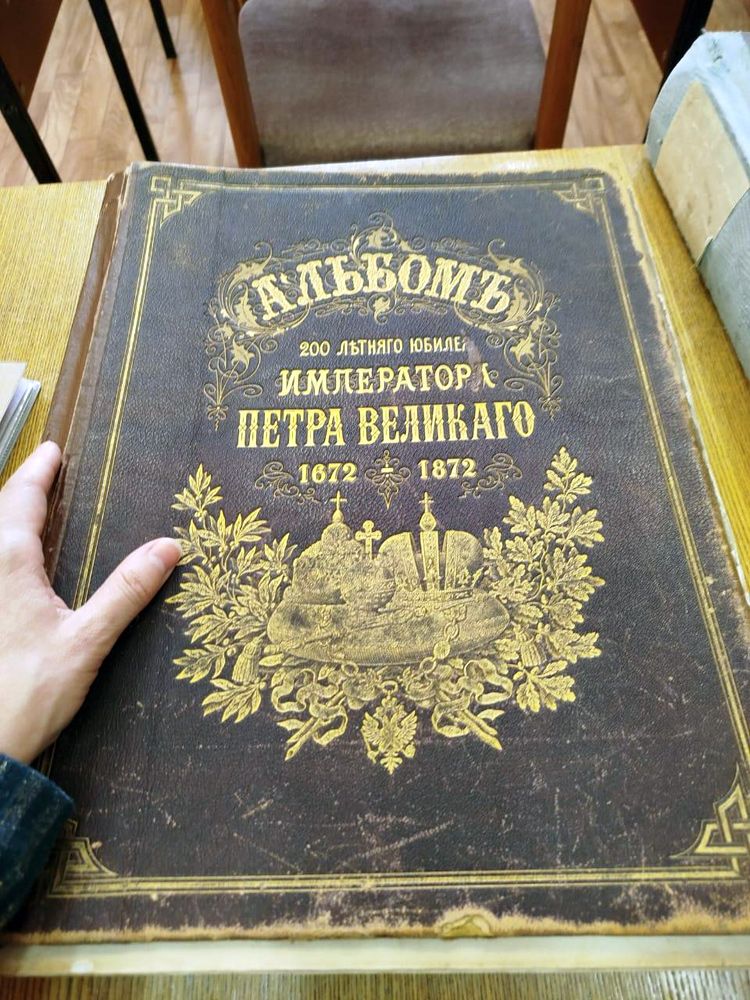 АЛЬБОМЪ
200 ЛѢТНЯГО ЮБИЛЕЯ
ИМПЕРАТОРА
ПЕТРА ВЕЛИКАГО
1672 – 1872